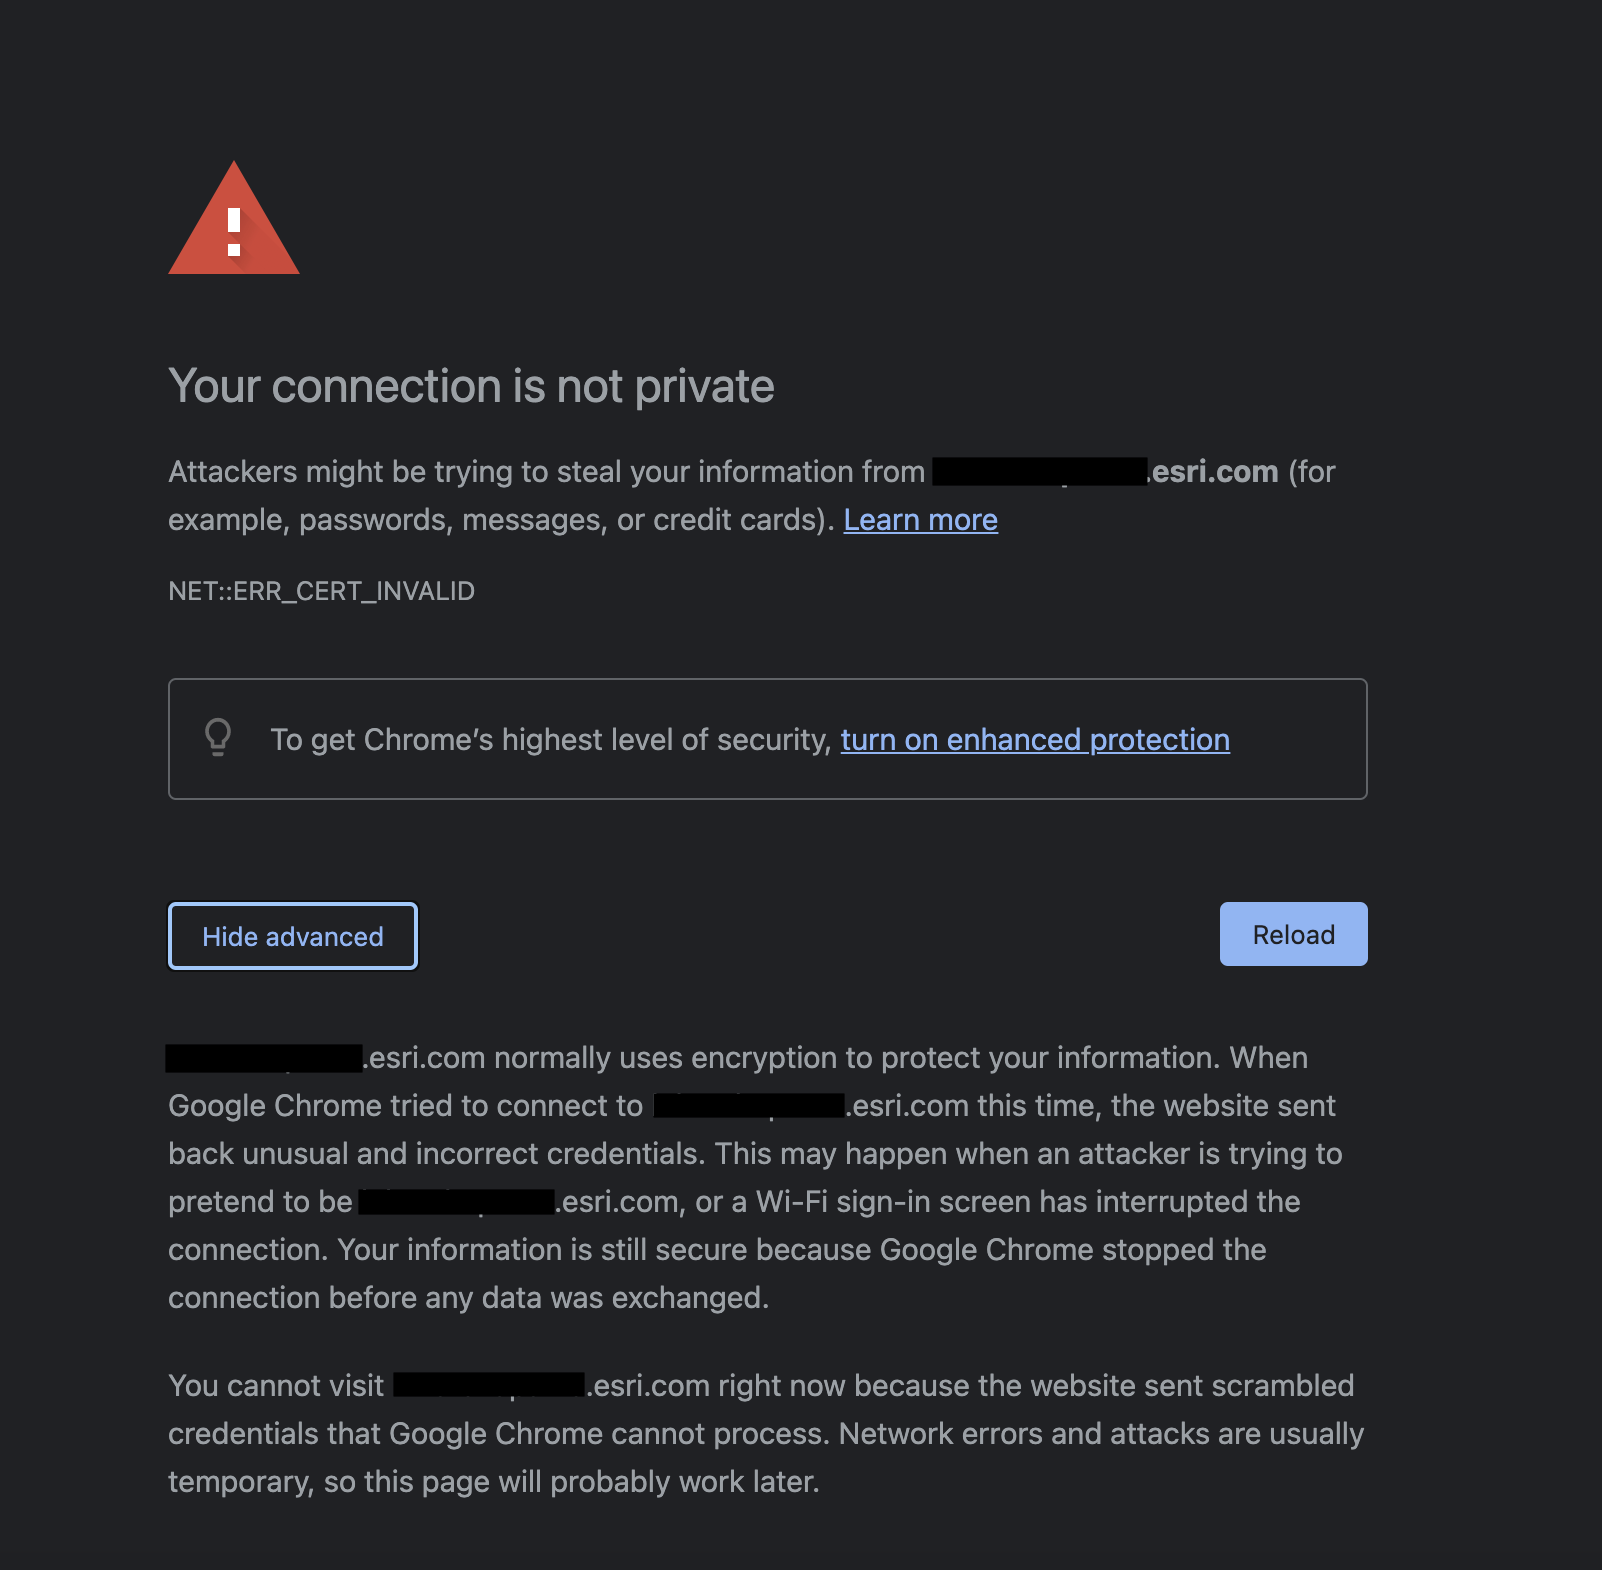 Your connection is not private
Attackers might be trying to steal your information from .esri.com (for
example, passwords, messages, or credit cards). Learn more
NET::ERR_CERT_INVALID
To get Chrome's highest level of security, turn on enhanced protection
Hide advanced
Reload
.esri.com normally uses encryption to protect your information. When
Google Chrome tried to connect to .esri.com this time, the website sent
back unusual and incorrect credentials. This may happen when an attacker is trying to
pretend to be .esri.com, or a Wi-Fi sign-in screen has interrupted the
connection. Your information is still secure because Google Chrome stopped the
connection before any data was exchanged.
You cannot visit .esri.com right now because the website sent scrambled
credentials that Google Chrome cannot process. Network errors and attacks are usually
temporary, so this page will probably work later.